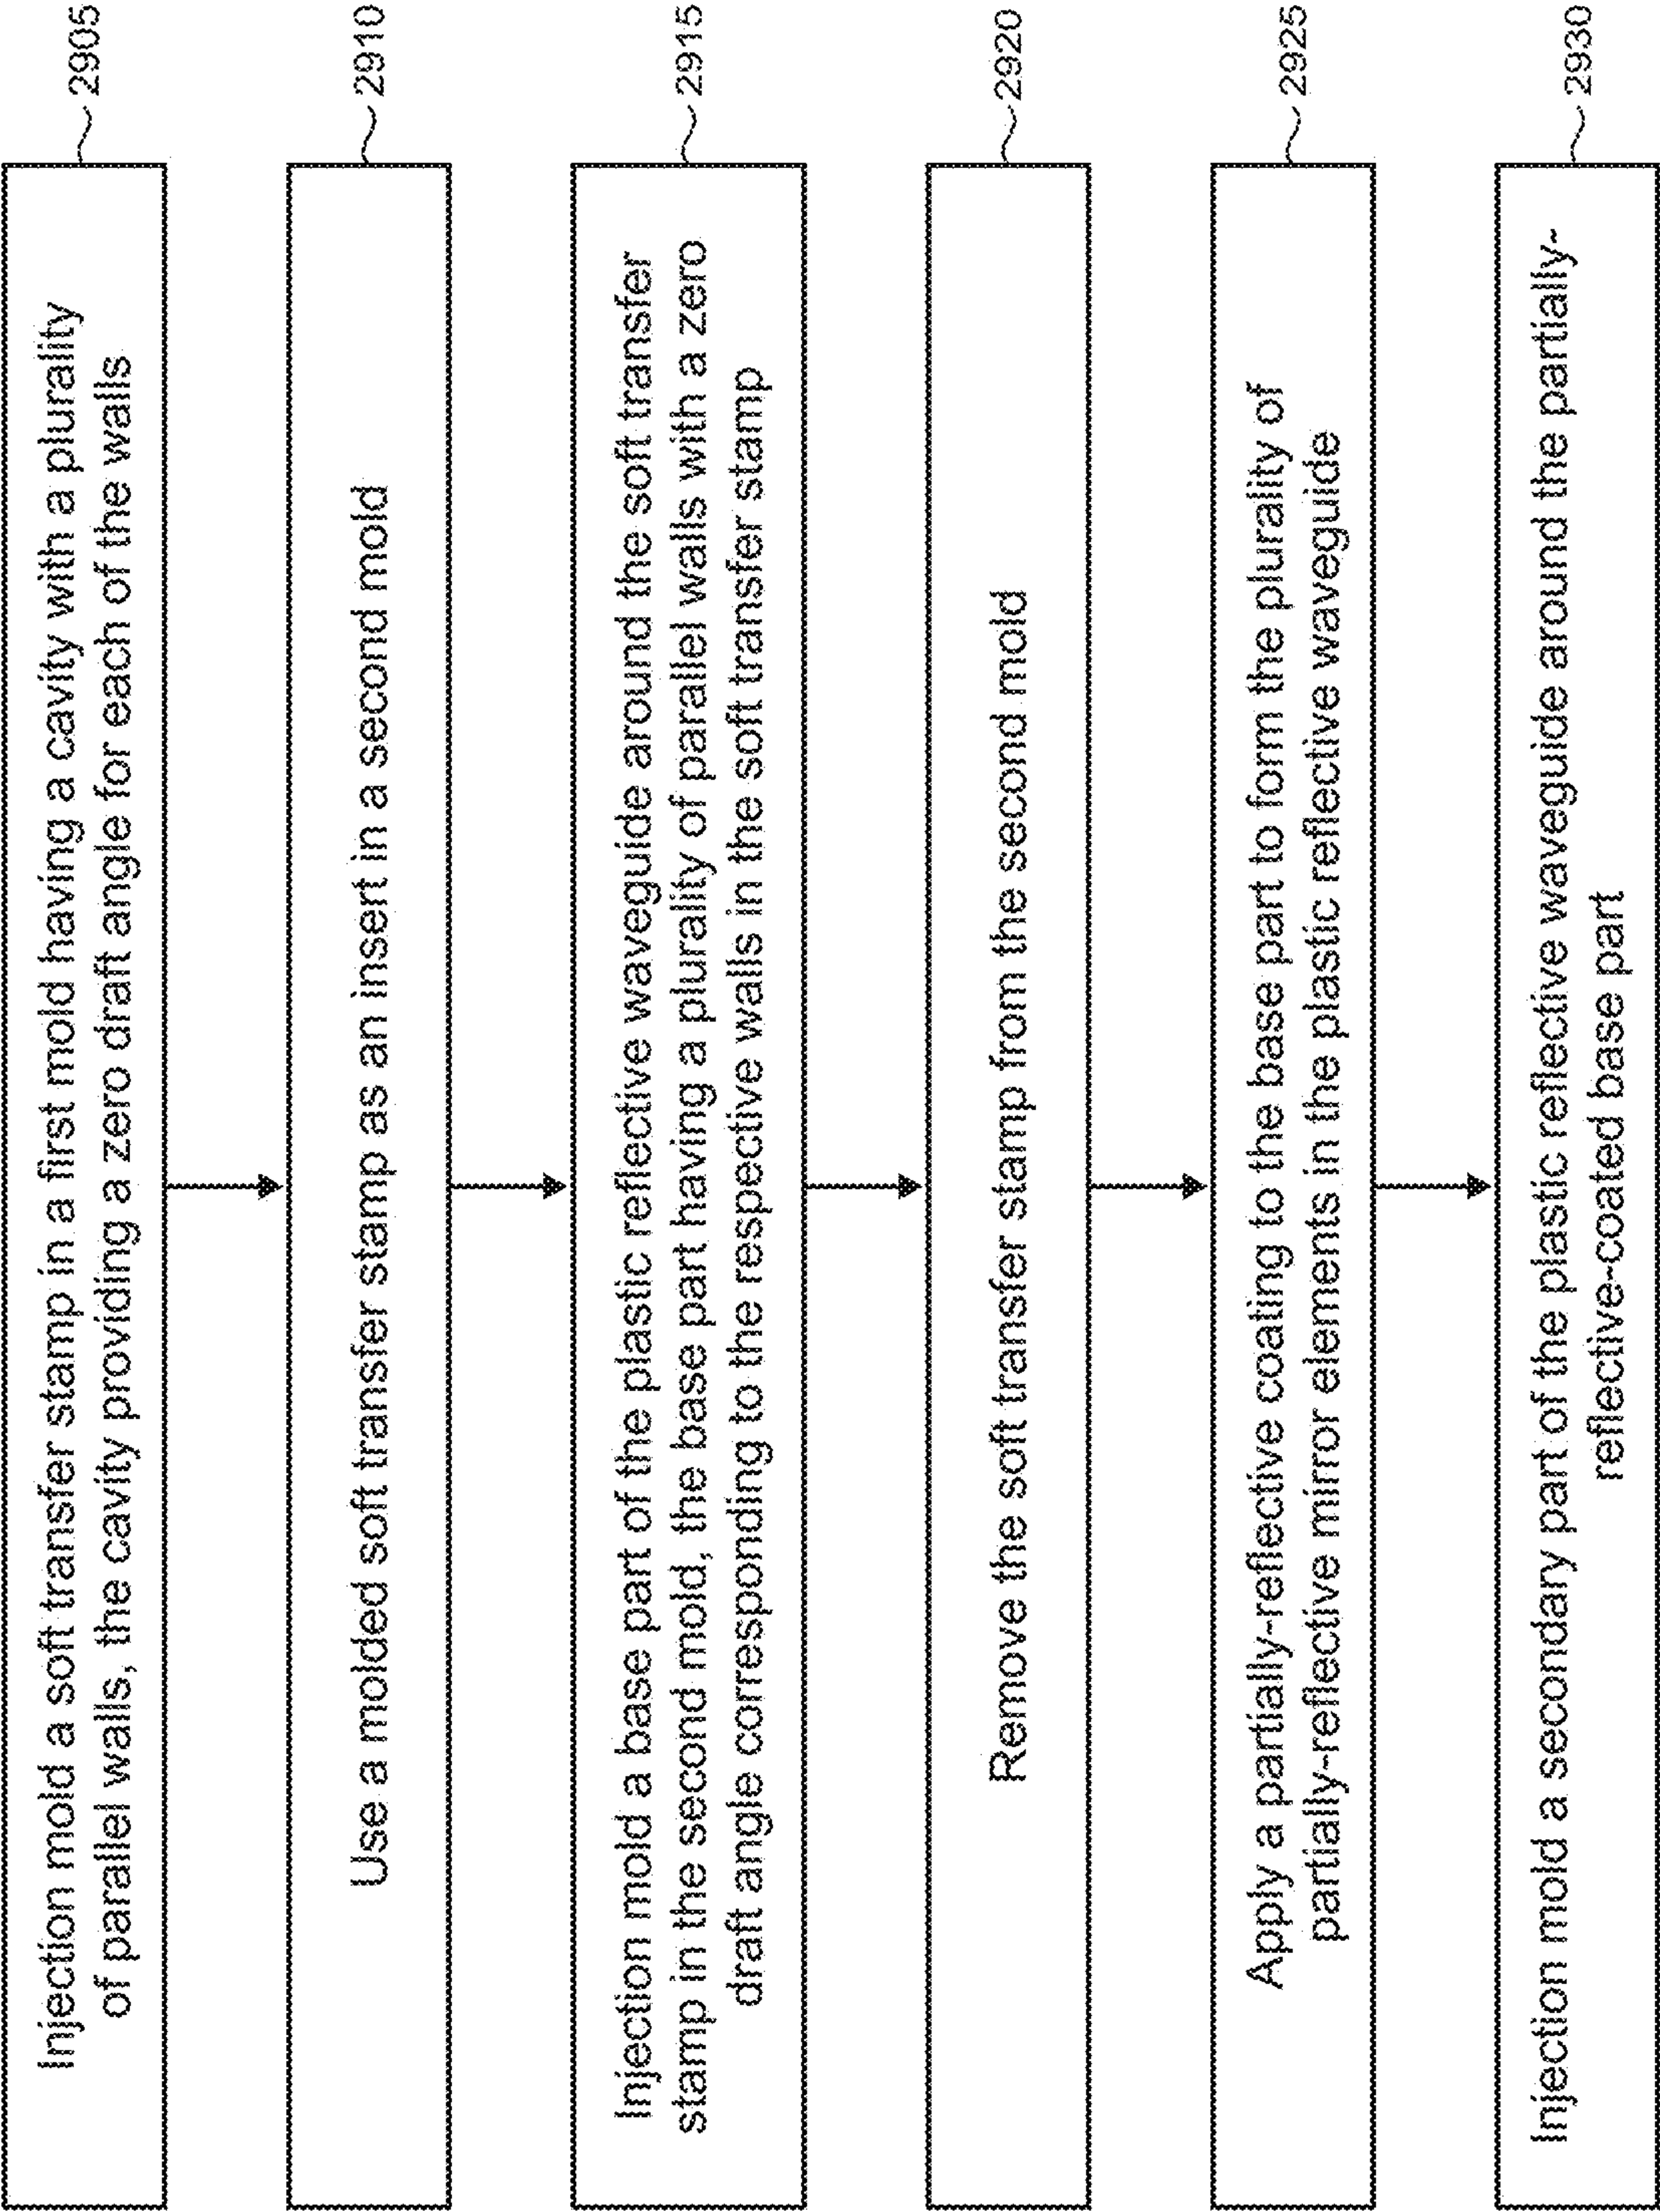 Injection mold a soft transfer stamp in a first mold having a cavity with a plurality
of parallel walls, the cavity providing a zero draft angle for each of the walls
2905
Use a molded soft transfer stamp as an insert in a second mold
2910
Injection mold a base part of the plastic reflective waveguide around the soft transfer
stamp in the second mold, the base part having a plurality of parallel walls with a zero
draft angle corresponding to the respective walls in the soft transfer stamp
2915
Remove the soft transfer stamp from the second mold
2920
Apply a partially-reflective coating to the base part to form the plurality of
partially-reflective mirror elements in the plastic reflective waveguide
2925
Injection mold a secondary part of the plastic reflective waveguide around the partially-
reflective-coated base part
2930